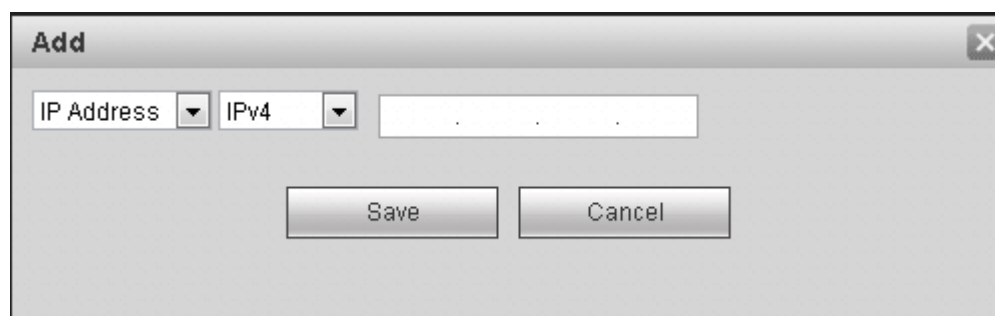 Add
IP Address IPv4 . . .
Save Cancel